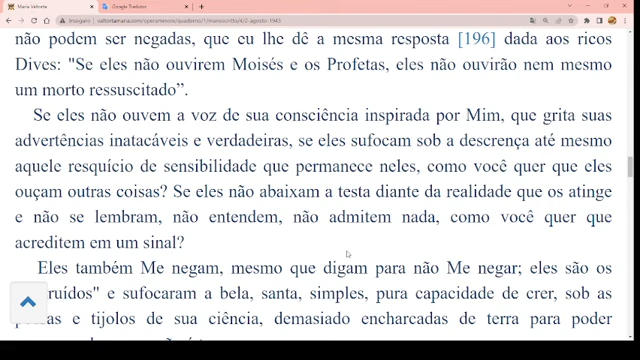 Maria Valtorta
Google Tradutor
Inseguro | valtortamaria.com/operaminore/quaderno/1/manoscritto/4/2-agosto-1943
não podem ser negadas, que eu lhe dê a mesma resposta [196] dada aos ricos
Dives: "Se eles não ouvirem Moisés e os Profetas, eles não ouvirão nem mesmo
um morto ressuscitado”.
Se eles não ouvem a voz de sua consciência inspirada por Mim, que grita suas
advertências inatacáveis e verdadeiras, se eles sufocam sob a descrença até mesmo
aquele resquício de sensibilidade que permanece neles, como você quer que eles
ouçam outras coisas? Se eles não abaixam a testa diante da realidade que os atinge
e não se lembram, não entendem, não admitem nada, como você quer que
acreditem em um sinal?
Eles também Me negam, mesmo que digam para não Me negar; eles são os
ruídos" e sufocaram a bela, santa, simples, pura capacidade de crer, sob as
e tijolos de sua ciência, demasiado encharcadas de terra para poder